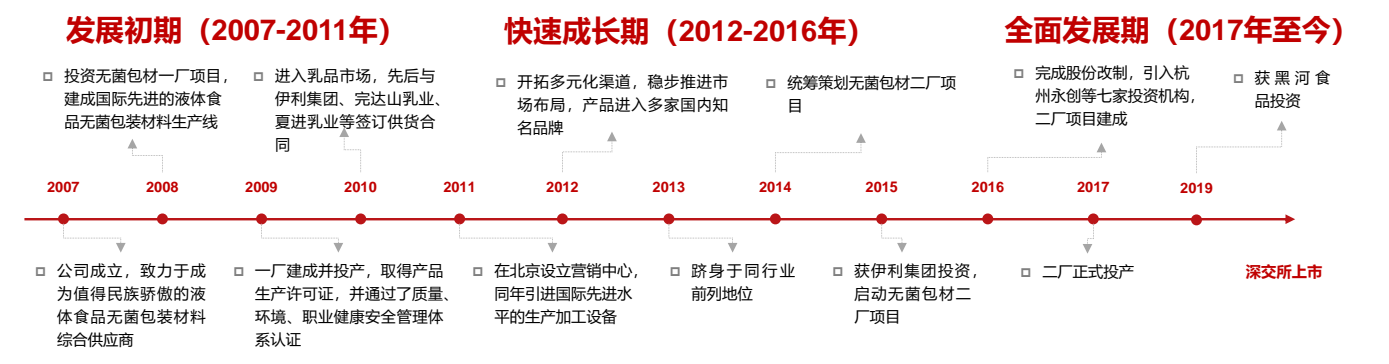 发展初期（2007-2011年）
快速成长期（2012-2016年）
全面发展期（2017年至今）
投资无菌包材一厂项目，
建成国际先进的液体食
品无菌包装材料生产线
进入乳品市场，先后与
伊利集团、完达山乳业、
夏进乳业等签订供货合
同
开拓多元化渠道，稳步推进市
场布局，产品进入多家国内知
名品牌
统筹策划无菌包材二厂项
目
完成股份改制，引入杭
州永创等七家投资机构，
二厂项目建成
获黑河食
品投资
2007
2008
2009
2010
2011
2012
2013
2014
2015
2016
2017
2019
公司成立，致力于成
为值得民族骄傲的液
体食品无菌包装材料
综合供应商
一厂建成并投产，取得产品
生产许可证，并通过了质量、
环境、职业健康安全管理体
系认证
在北京设立营销中心，
同年引进国际先进水
平的生产加工设备
跻身于同行业
前列地位
获伊利集团投资，
启动无菌包材二
厂项目
二厂正式投产
深交所上市